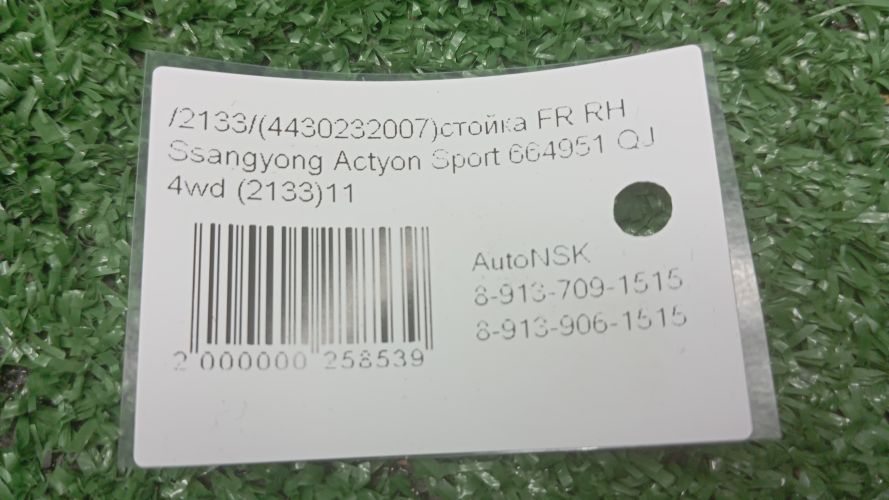 /2133/(4430232007)стойка FR RH
Ssangyong Actyon Sport 664951 QJ
4wd (2133)11
AutoNSK
8-913-709-1515
8-913-906-1515
2 000000 258539